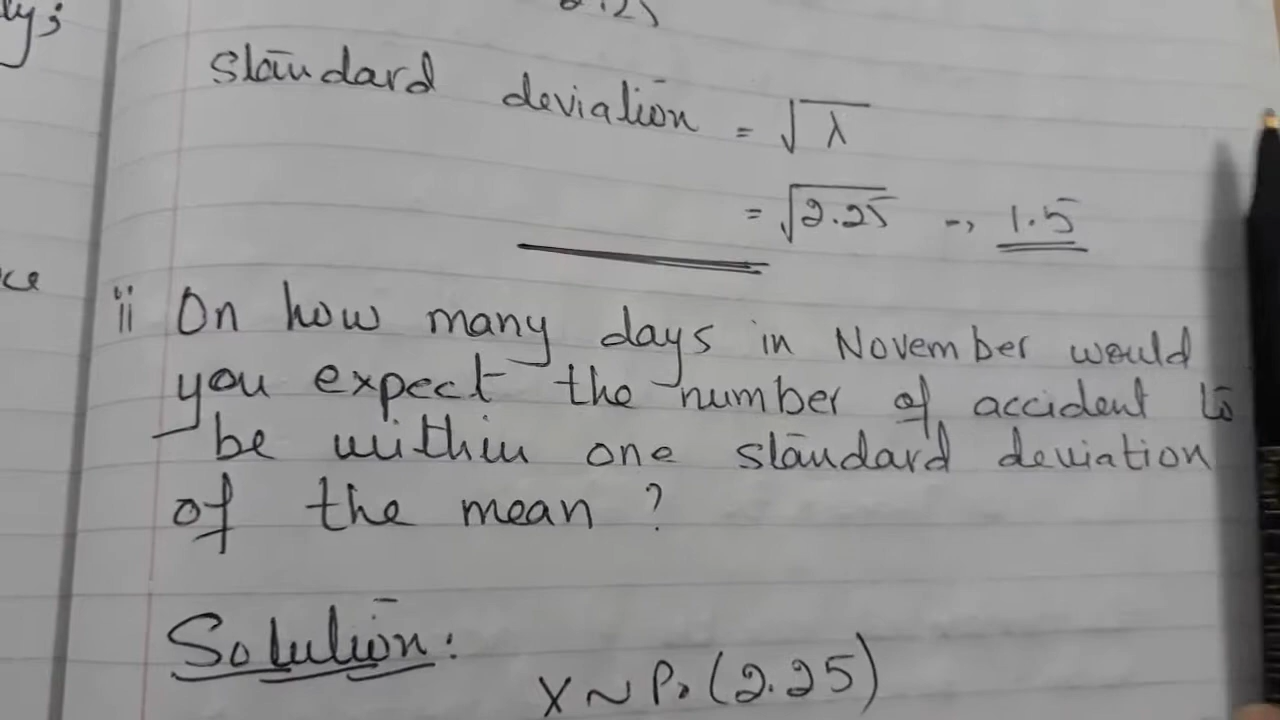 standard deviation = √λ
= √2.25 → 1.5
ii On how many days in November would
you expect the number of accident to
be within one standard deviation
of the mean ?
Solution:
X ~ Po (2.25)